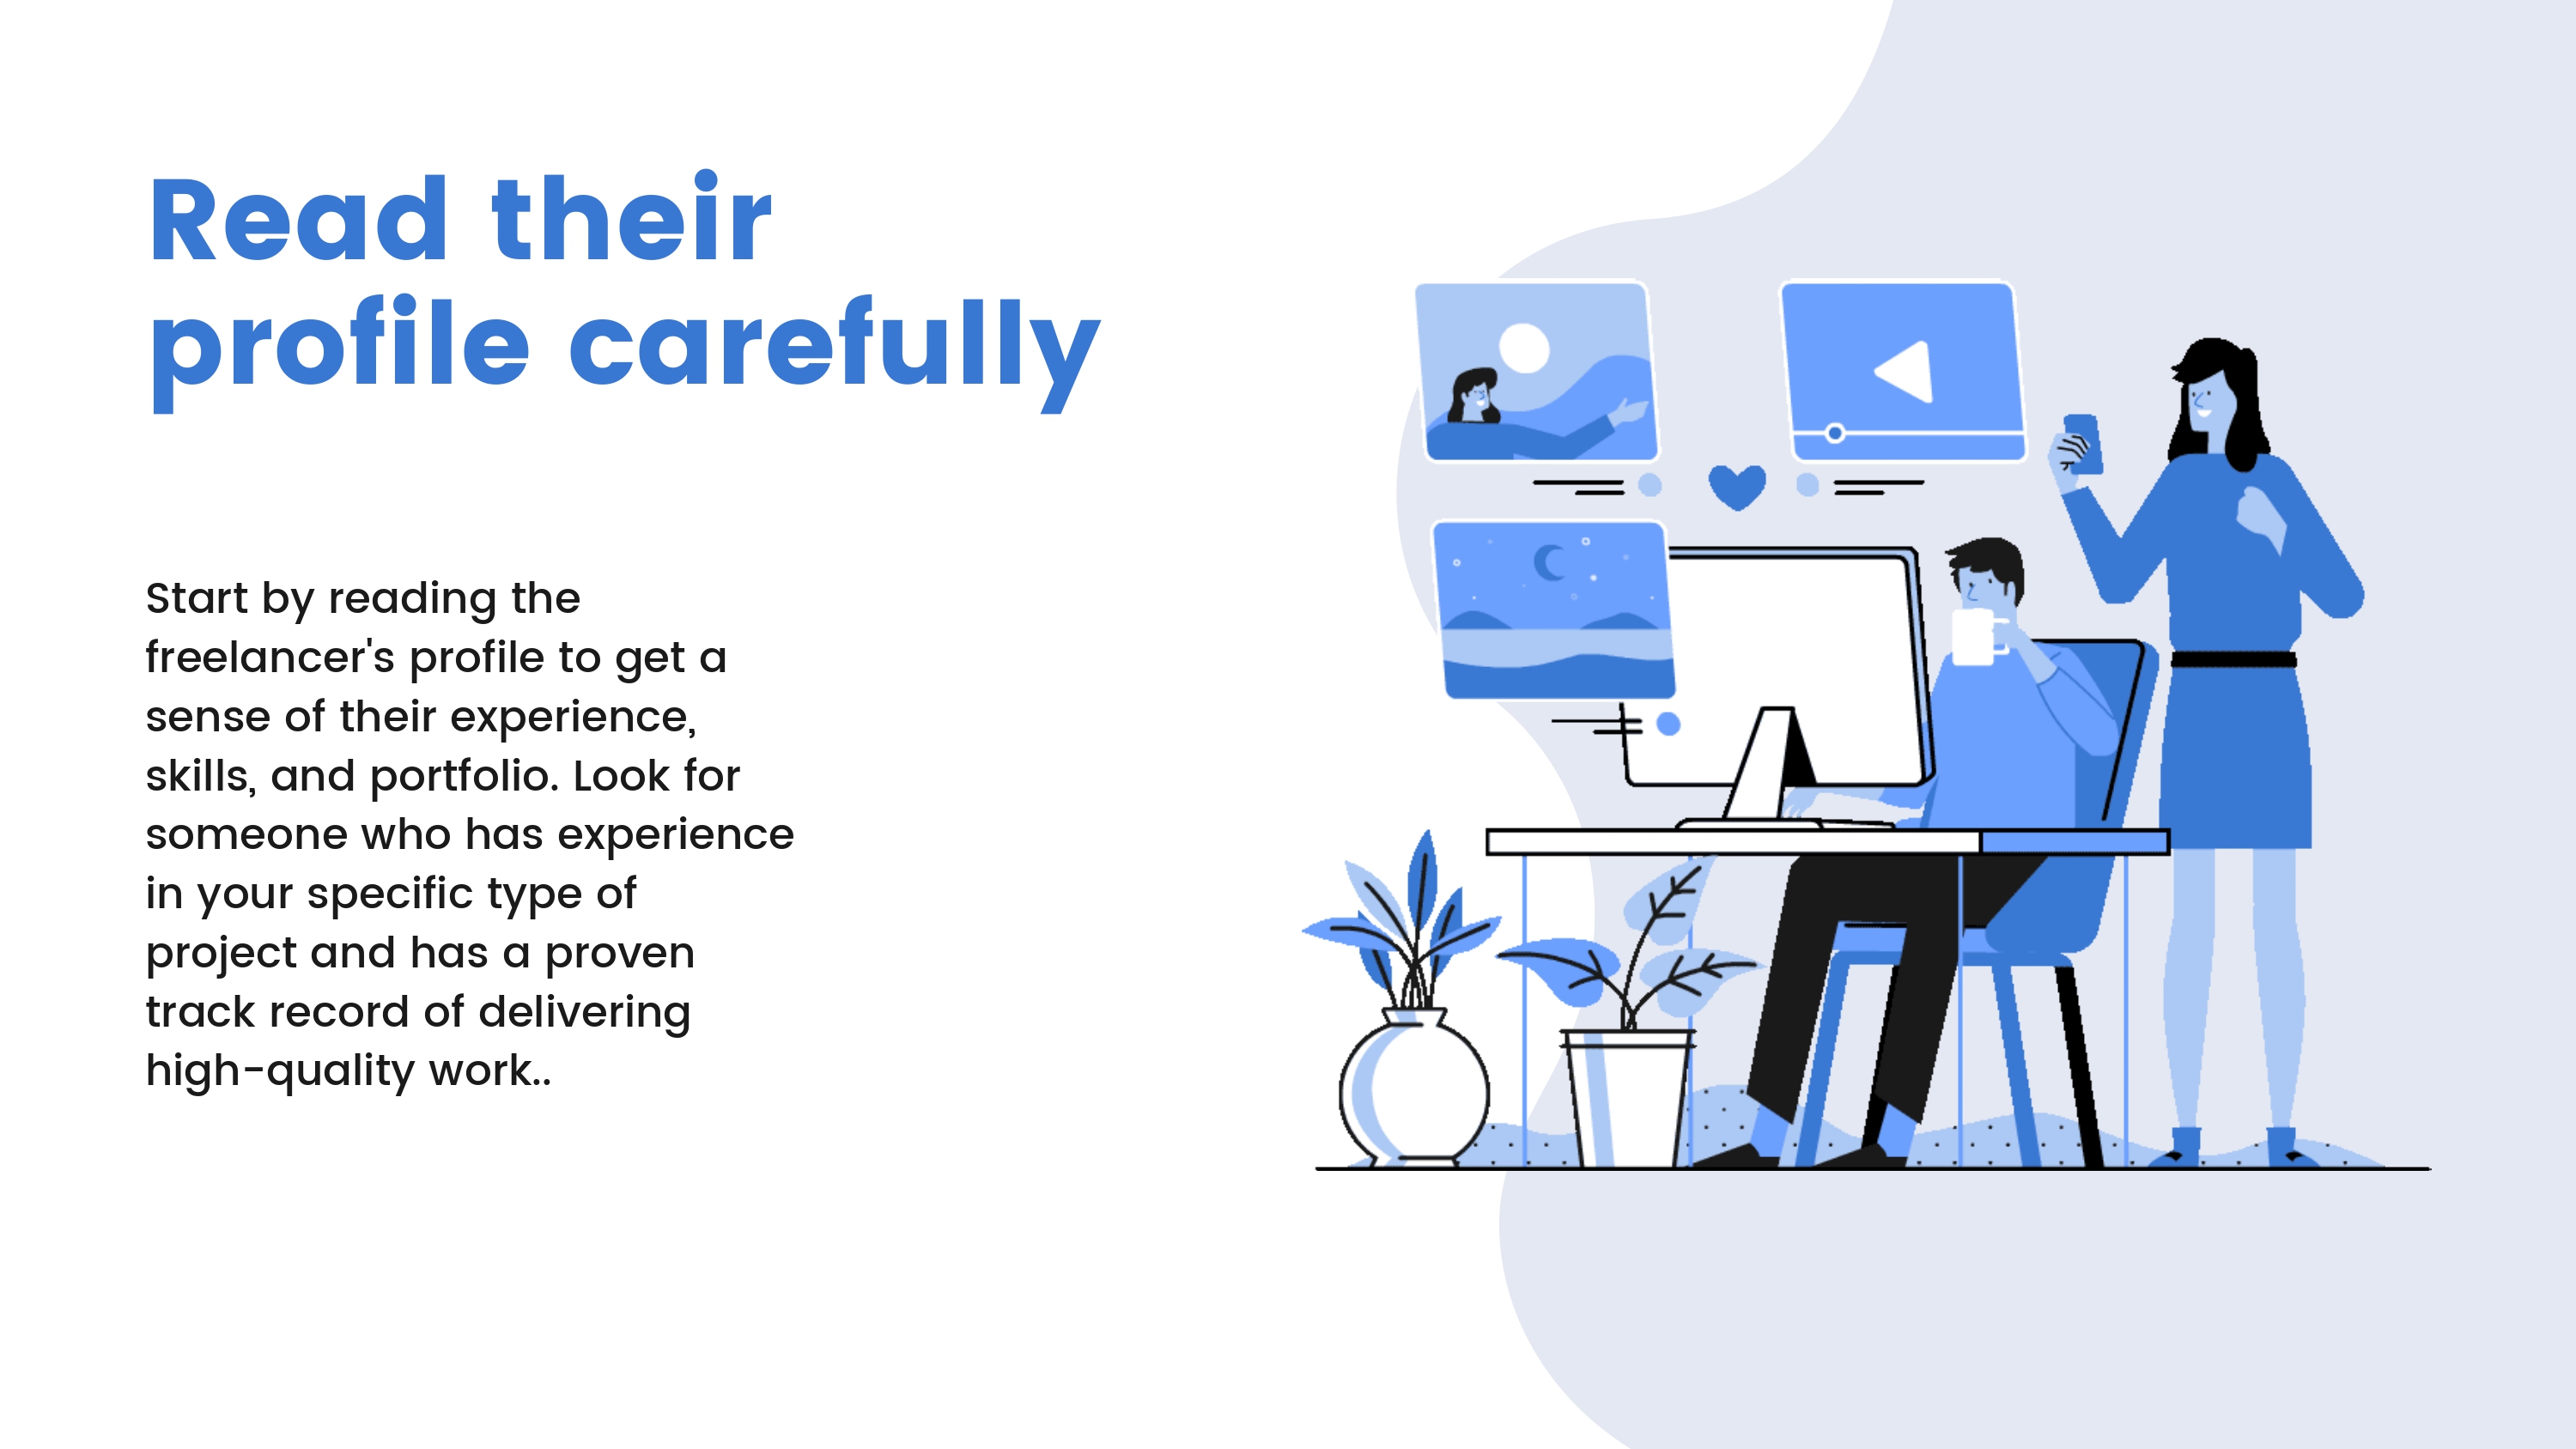 Read their
profile carefully
Start by reading the
freelancer's profile to get a
sense of their experience,
skills, and portfolio. Look for
someone who has experience
in your specific type of
project and has a proven
track record of delivering
high-quality work..